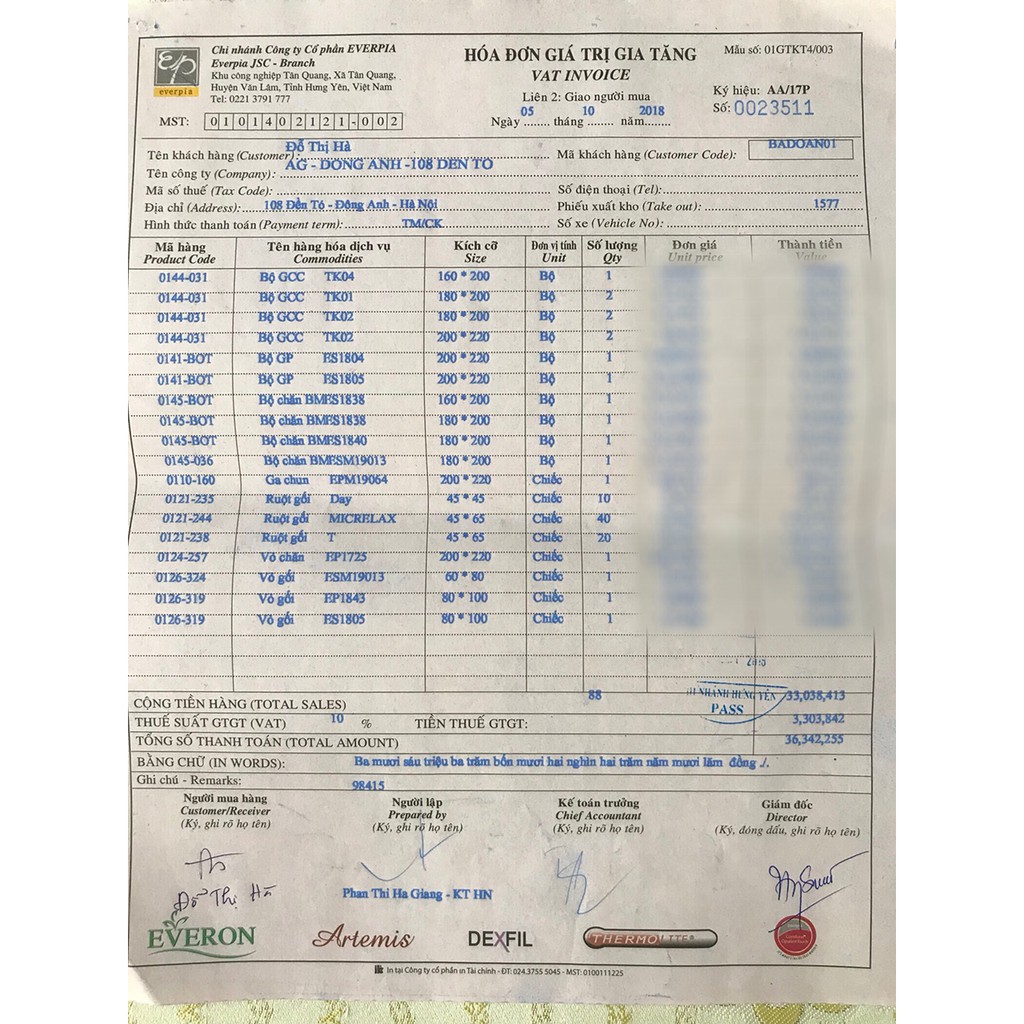 ep
everpia
Chi nhánh Công ty Cổ phần EVERPIA
Everpia JSC - Branch
Khu công nghiệp Tân Quang, Xã Tân Quang,
Huyện Văn Lâm, Tỉnh Hưng Yên, Việt Nam
Tel: 0221 3791 777
MST: 0101402121-002
HÓA ĐƠN GIÁ TRỊ GIA TĂNG
VAT INVOICE
Liên 2: Giao người mua
Ngày 05 tháng 10 năm 2018
Mẫu số: 01GTKT4/003
Ký hiệu: AA/17P
Số: 0023511
Tên khách hàng (Customer): Đỗ Thị Hà
Mã khách hàng (Customer Code): BADOAN01
Tên công ty (Company): AG - DONG ANH -108 DEN TO
Mã số thuế (Tax Code):
Số điện thoại (Tel):
Địa chỉ (Address): 108 Đền Tó - Đông Anh - Hà Nội
Phiếu xuất kho (Take out): 1577
Hình thức thanh toán (Payment term): TM/CK
Số xe (Vehicle No):
Mã hàng Tên hàng hóa dịch vụ Kích cỡ Đơn vị tính Số lượng Đơn giá Thành tiền
Product Code Commodities Size Unit Qty Unit price Value
0144-031 Bộ GCC TK04 160 * 200 Bộ 1
0144-031 Bộ GCC TK01 180 * 200 Bộ 2
0144-031 Bộ GCC TK02 180 * 200 Bộ 2
0144-031 Bộ GCC TK02 200 * 220 Bộ 2
0141-BOT Bộ GP ES1804 200 * 220 Bộ 1
0141-BOT Bộ GP ES1805 200 * 220 Bộ 1
0145-BOT Bộ chăn BMES1838 160 * 200 Bộ 1
0145-BOT Bộ chăn BMES1838 180 * 200 Bộ 1
0145-BOT Bộ chăn BMES1840 180 * 200 Bộ 1
0145-036 Bộ chăn BMESM19013 180 * 200 Bộ 1
0110-160 Ga chun EPM19064 200 * 220 Chiếc 1
0121-235 Ruột gối Day 45 * 45 Chiếc 10
0121-244 Ruột gối MICRELAX 45 * 65 Chiếc 40
0121-238 Ruột gối T 45 * 65 Chiếc 20
0124-257 Vỏ chăn EP1725 200 * 220 Chiếc 1
0126-324 Vỏ gối ESM19013 60 * 80 Chiếc 1
0126-319 Vỏ gối EP1843 80 * 100 Chiếc 1
0126-319 Vỏ gối ES1805 80 * 100 Chiếc 1
CỘNG TIỀN HÀNG (TOTAL SALES) 88 33,038,413
NHÁNH HƯNG YÊN
PASS
THUẾ SUẤT GTGT (VAT) 10 % TIỀN THUẾ GTGT: 3,303,842
TỔNG SỐ THANH TOÁN (TOTAL AMOUNT) 36,342,255
BẰNG CHỮ (IN WORDS): Ba mươi sáu triệu ba trăm bốn mươi hai nghìn hai trăm năm mươi lăm đồng ./.
Ghi chú - Remarks: 98415
Người mua hàng Người lập Kế toán trưởng Giám đốc
Customer/Receiver Prepared by Chief Accountant Director
(Ký, ghi rõ họ tên) (Ký, ghi rõ họ tên) (Ký, ghi rõ họ tên) (Ký, đóng dấu, ghi rõ họ tên)
Đỗ Thị Hà
Phan Thi Ha Giang - KT HN
EVERON Artemis DEXFIL THERMOLITE®
In tại Công ty cổ phần in Tài chính - ĐT: 024.3755 5045 - MST: 0100111225